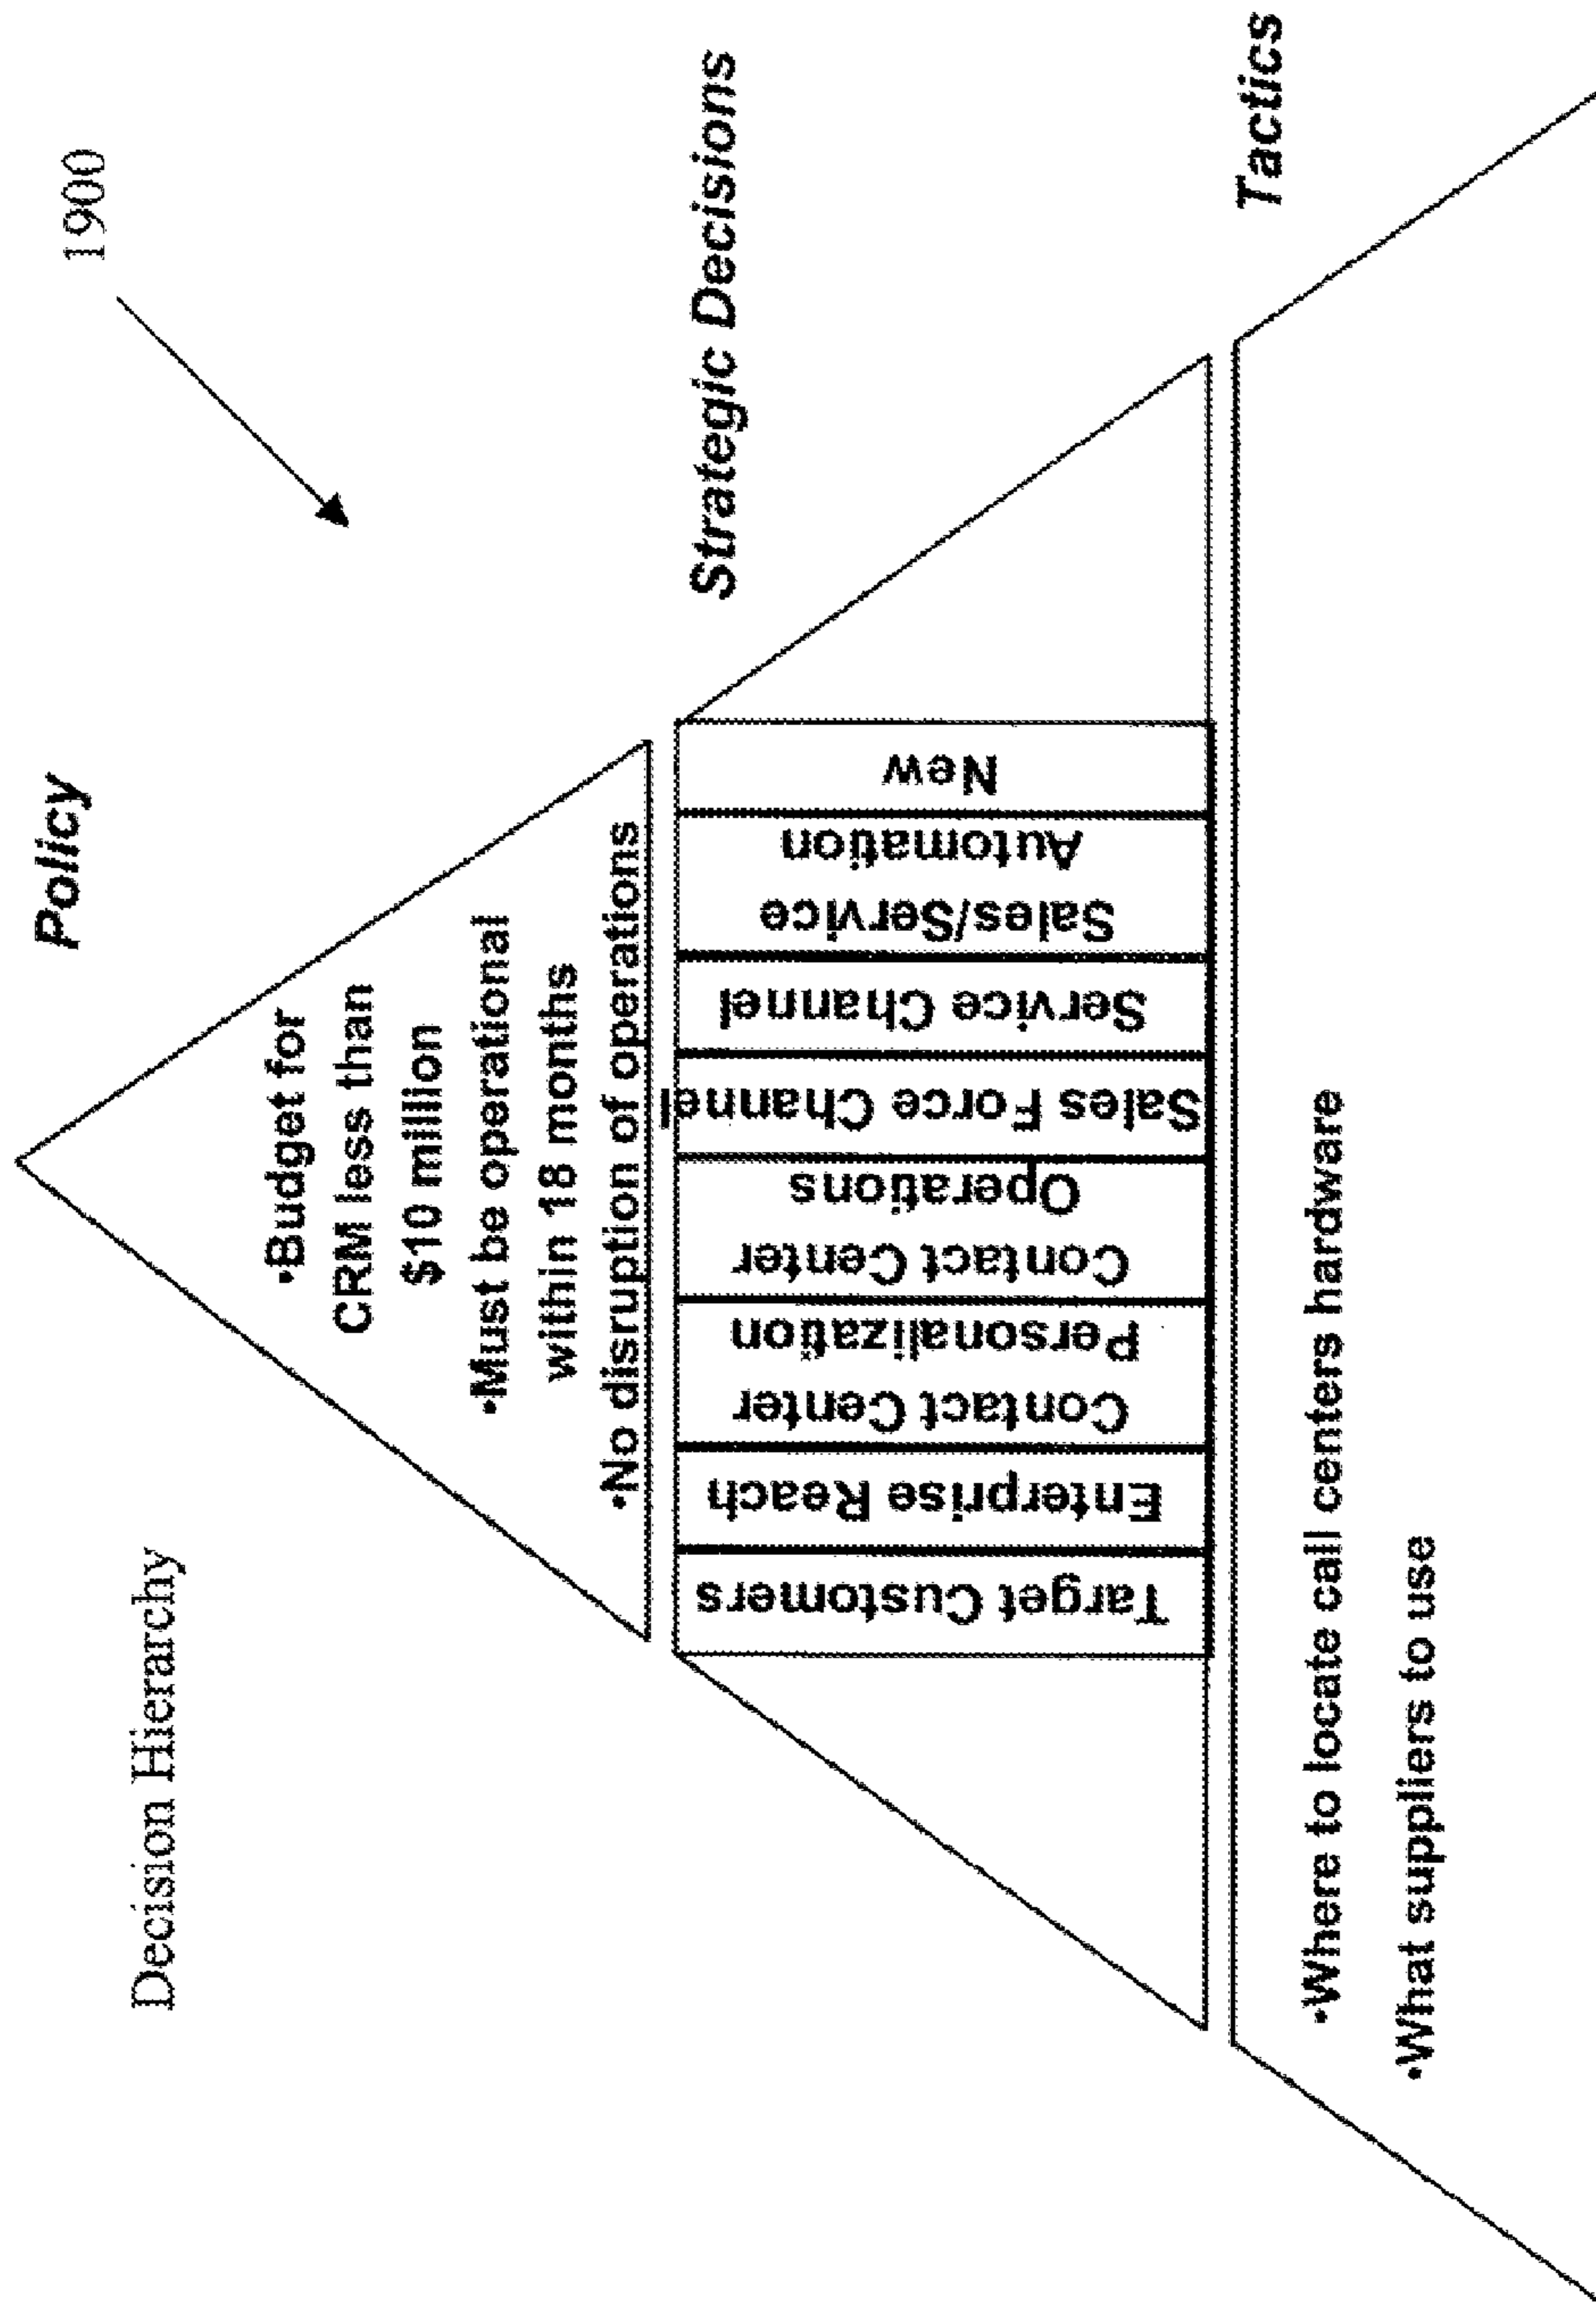 Decision Hierarchy
1900
Policy
•Budget for
CRM less than
$10 million
•Must be operational
within 18 months
•No disruption of operations
Strategic Decisions
Target Customers
Enterprise Reach
Contact Center
Personalization
Contact Center
Operations
Sales Force Channel
Service Channel
Sales/Service
Automation
New
Tactics
•Where to locate call centers hardware
•What suppliers to use